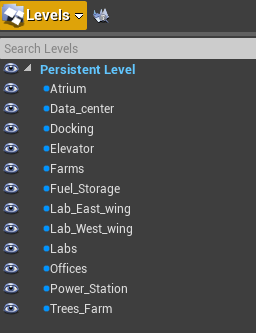 Levels
Search Levels
Persistent Level
Atrium
Data_center
Docking
Elevator
Farms
Fuel_Storage
Lab_East_wing
Lab_West_wing
Labs
Offices
Power_Station
Trees_Farm